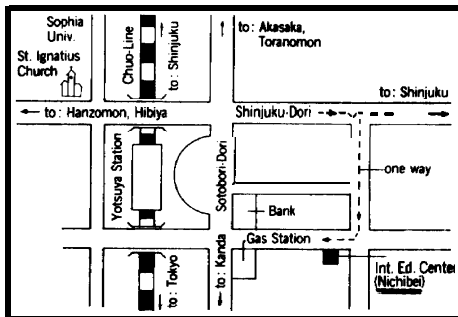 Sophia
Univ.
St. Ignatius
Church
Chuo-Line
to: Shinjuku
to: Akasaka,
Toranomon
to: Shinjuku
to: Hanzomon, Hibiya
Shinjuku-Dori
Yotsuya Station
Sotobori-Dori
one way
Bank
Gas Station
to: Tokyo
to: Kanda
Int. Ed. Center
(Nichibei)